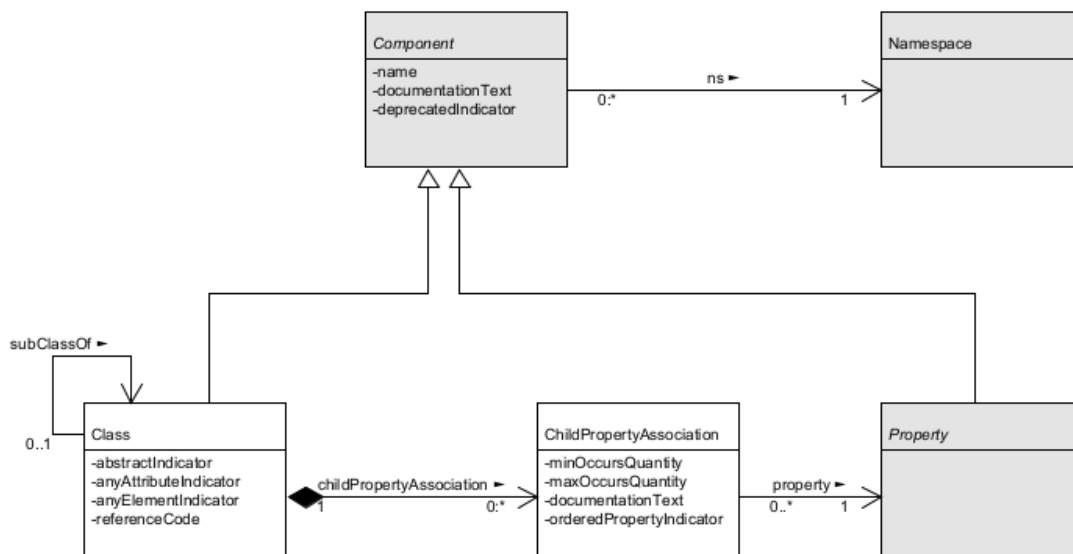 Component
-name
-documentationText
-deprecatedIndicator
Namespace
ns ►
0:*
1
subClassOf ►
0..1
Class
-abstractIndicator
-anyAttributeIndicator
-anyElementIndicator
-referenceCode
childPropertyAssociation ►
1
0:*
ChildPropertyAssociation
-minOccursQuantity
-maxOccursQuantity
-documentationText
-orderedPropertyIndicator
property ►
0..*
1
Property